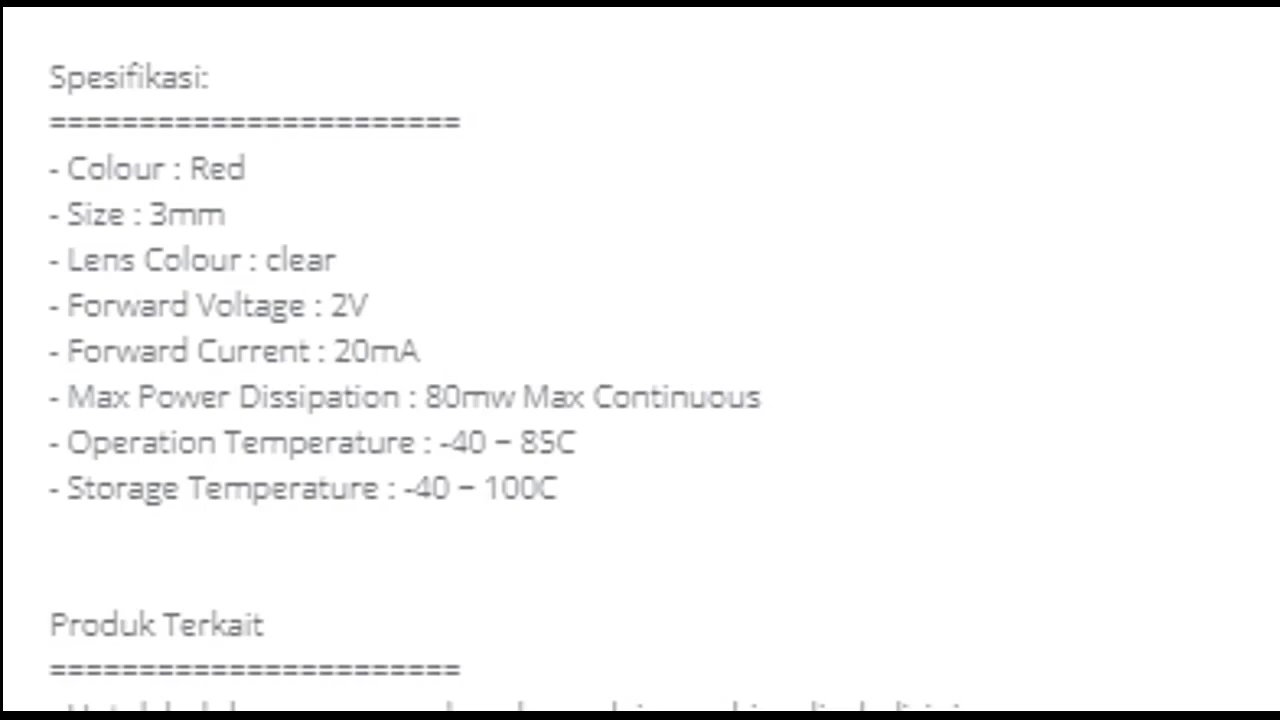 Spesifikasi:
=======================
- Colour : Red
- Size : 3mm
- Lens Colour : clear
- Forward Voltage : 2V
- Forward Current : 20mA
- Max Power Dissipation : 80mw Max Continuous
- Operation Temperature : -40 ~ 85C
- Storage Temperature : -40 ~ 100C
Produk Terkait
=======================